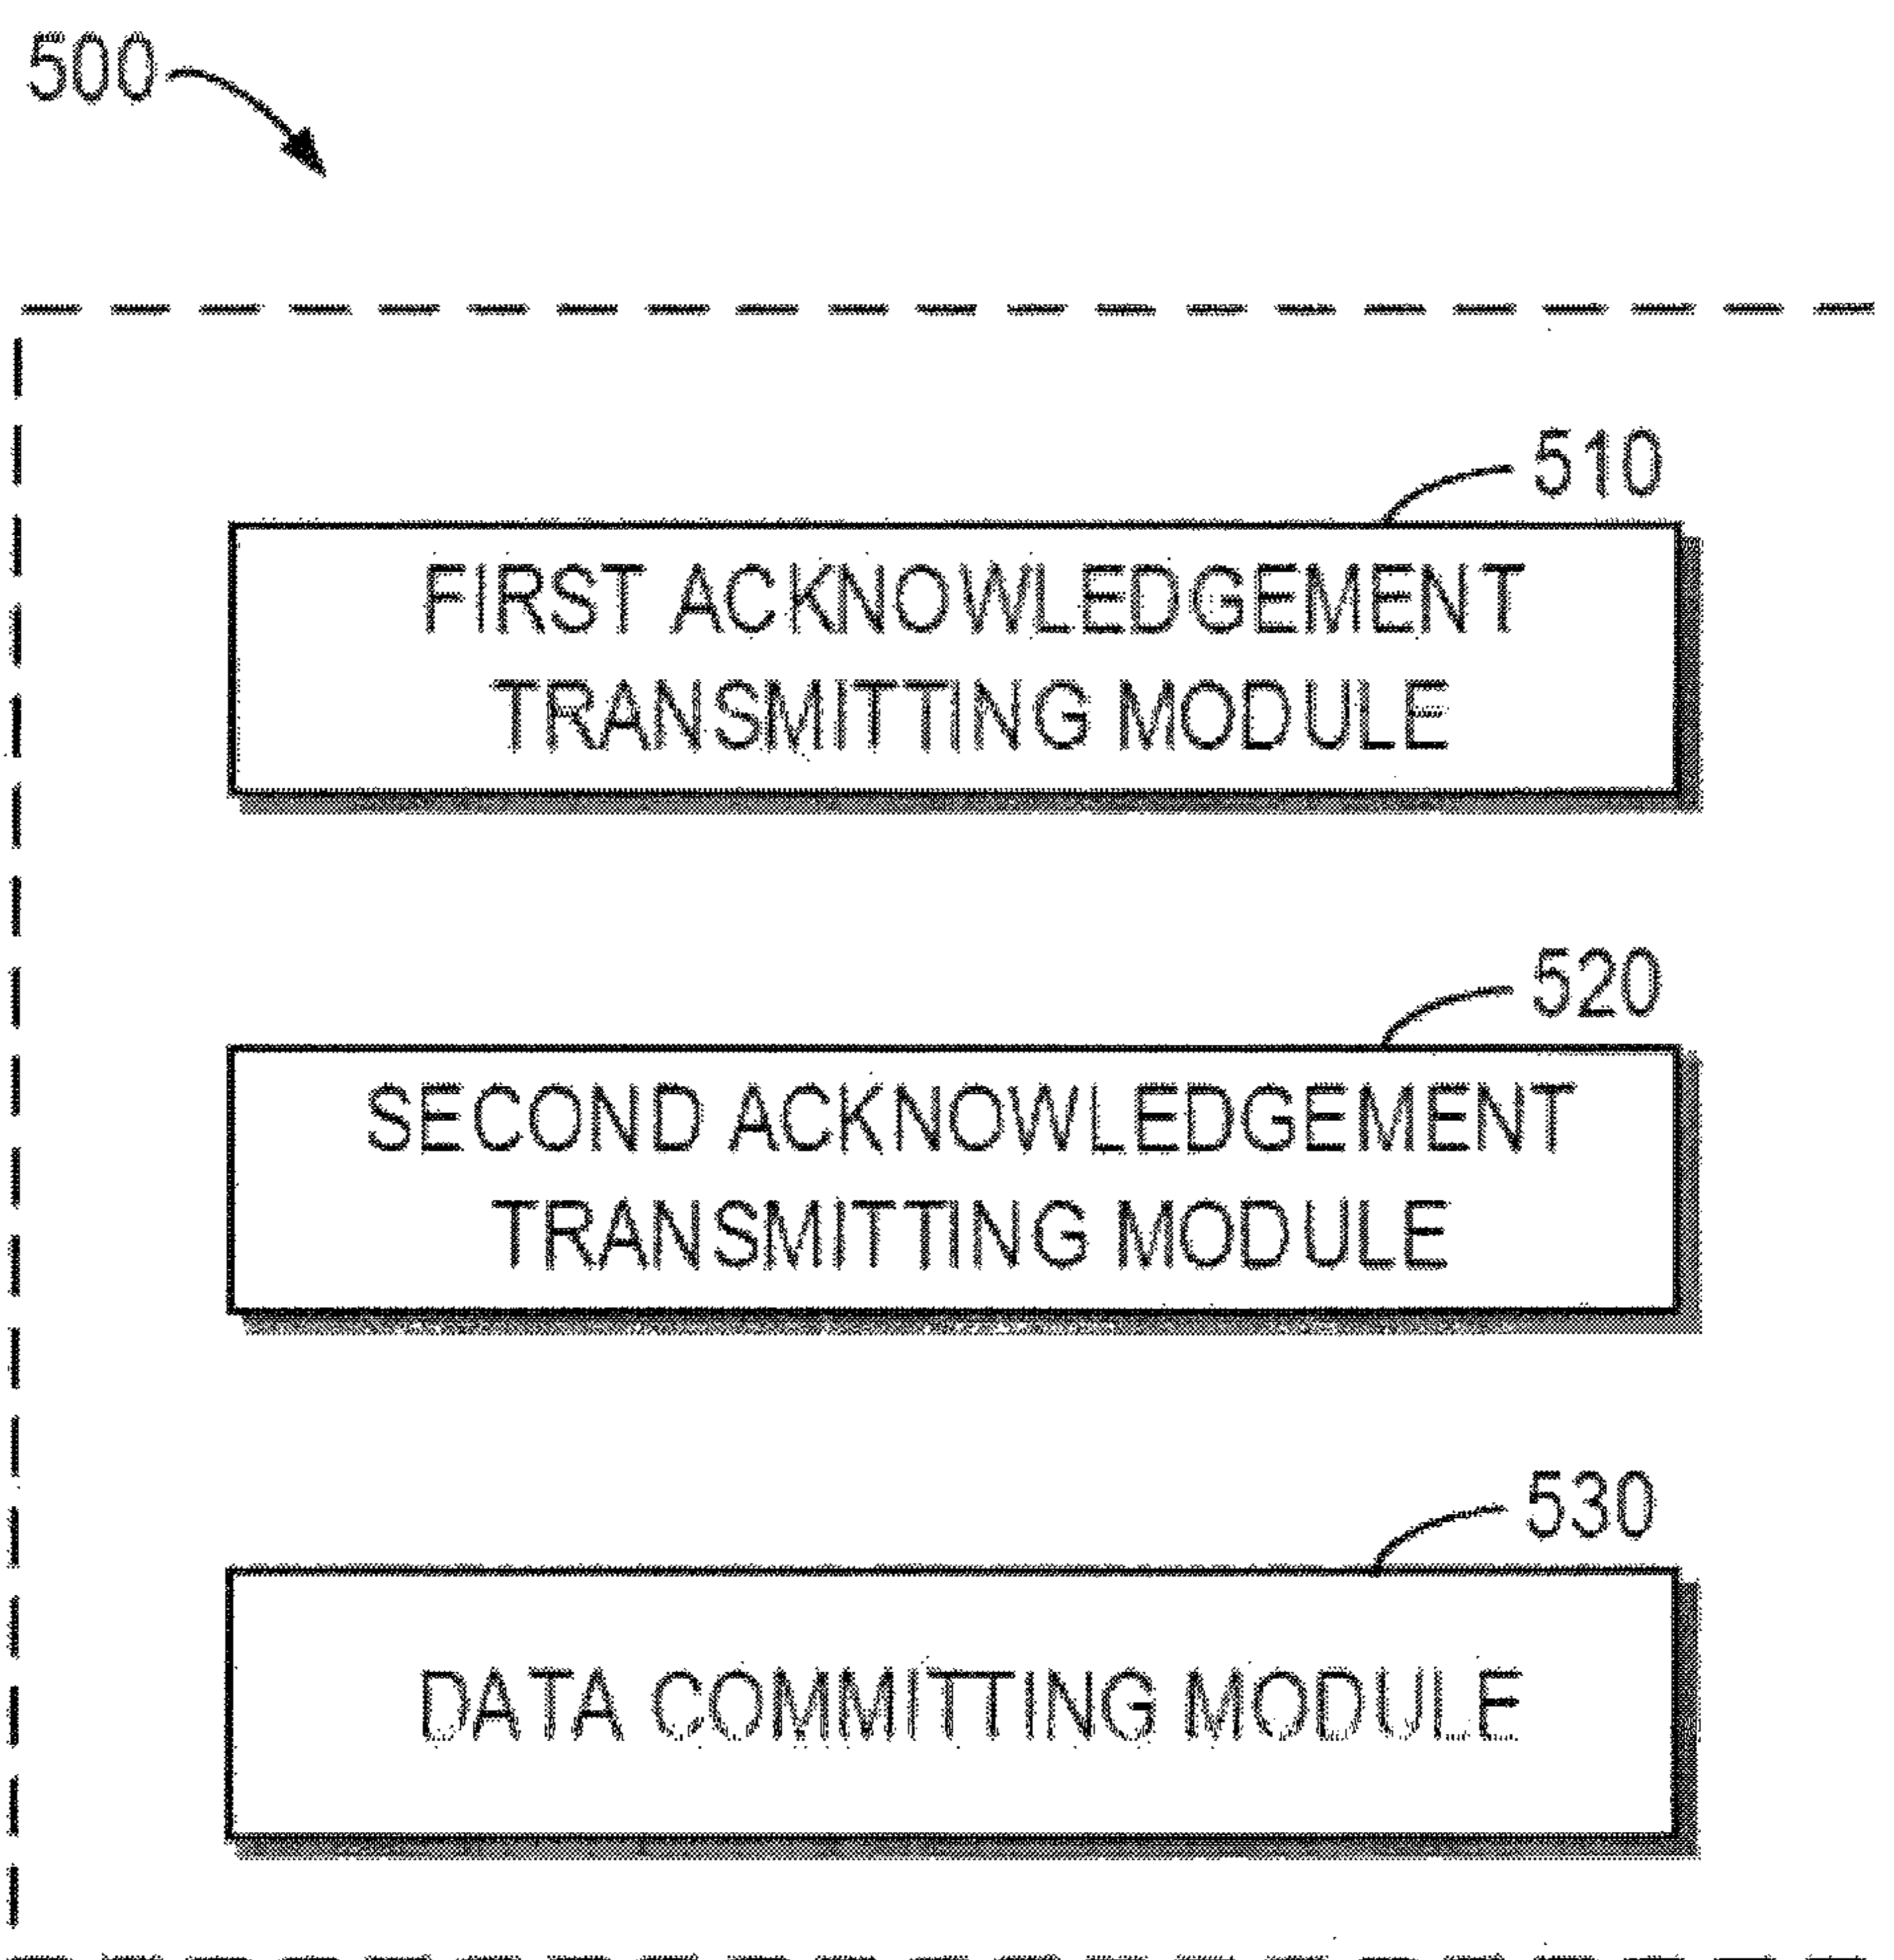 500
510
FIRST ACKNOWLEDGEMENT
TRANSMITTING MODULE
520
SECOND ACKNOWLEDGEMENT
TRANSMITTING MODULE
530
DATA COMMITTING MODULE